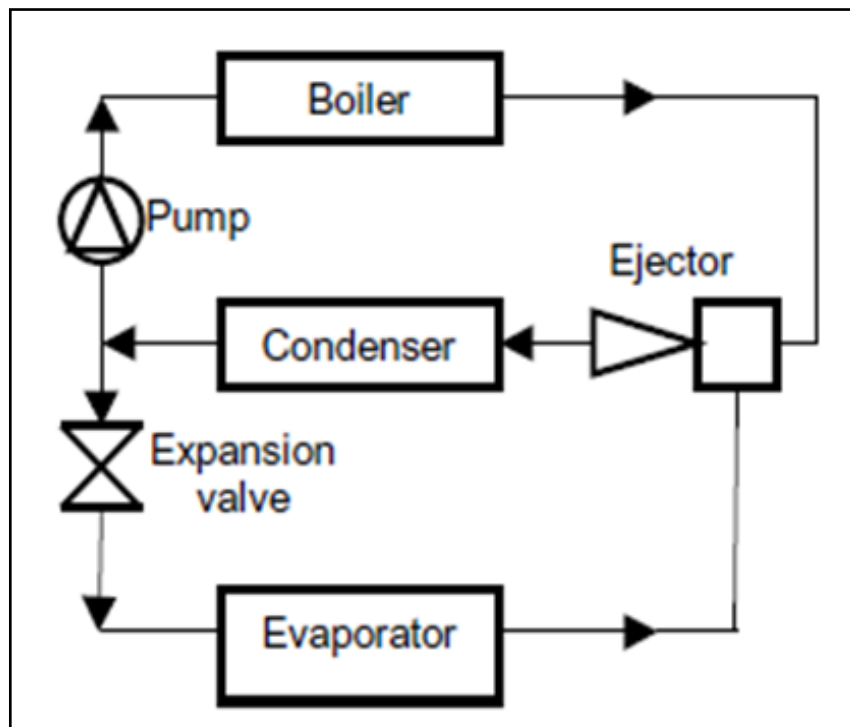 Boiler
Pump
Ejector
Condenser
Expansion
valve
Evaporator